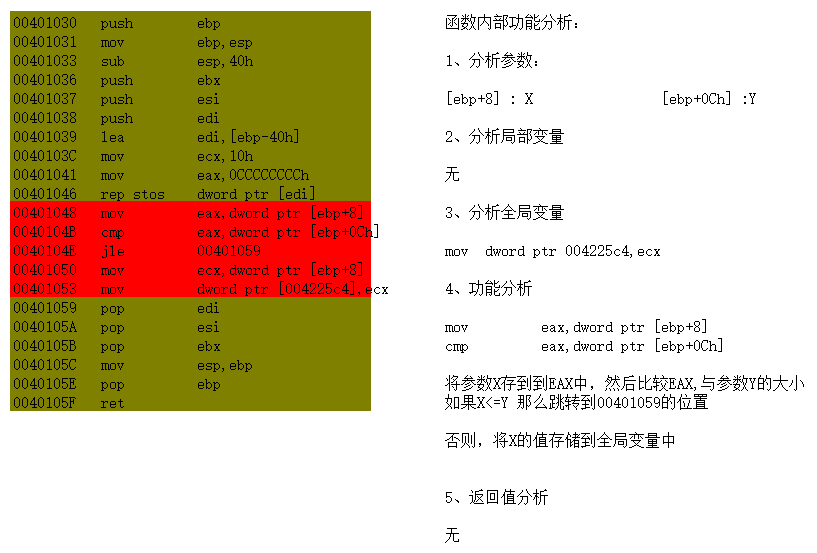 00401030 push ebp
00401031 mov ebp,esp
00401033 sub esp,40h
00401036 push ebx
00401037 push esi
00401038 push edi
00401039 lea edi,[ebp-40h]
0040103C mov ecx,10h
00401041 mov eax,0CCCCCCCCh
00401046 rep stos dword ptr [edi]
00401048 mov eax,dword ptr [ebp+8]
0040104B cmp eax,dword ptr [ebp+0Ch]
0040104E jle 00401059
00401050 mov ecx,dword ptr [ebp+8]
00401053 mov dword ptr [004225c4],ecx
00401059 pop edi
0040105A pop esi
0040105B pop ebx
0040105C mov esp,ebp
0040105E pop ebp
0040105F ret
函数内部功能分析:
1、分析参数:
[ebp+8] : X [ebp+0Ch] :Y
2、分析局部变量
无
3、分析全局变量
mov dword ptr 004225c4,ecx
4、功能分析
mov eax,dword ptr [ebp+8]
cmp eax,dword ptr [ebp+0Ch]
将参数X存到到EAX中，然后比较EAX,与参数Y的大小
如果X<=Y 那么跳转到00401059的位置
否则，将X的值存储到全局变量中
5、返回值分析
无